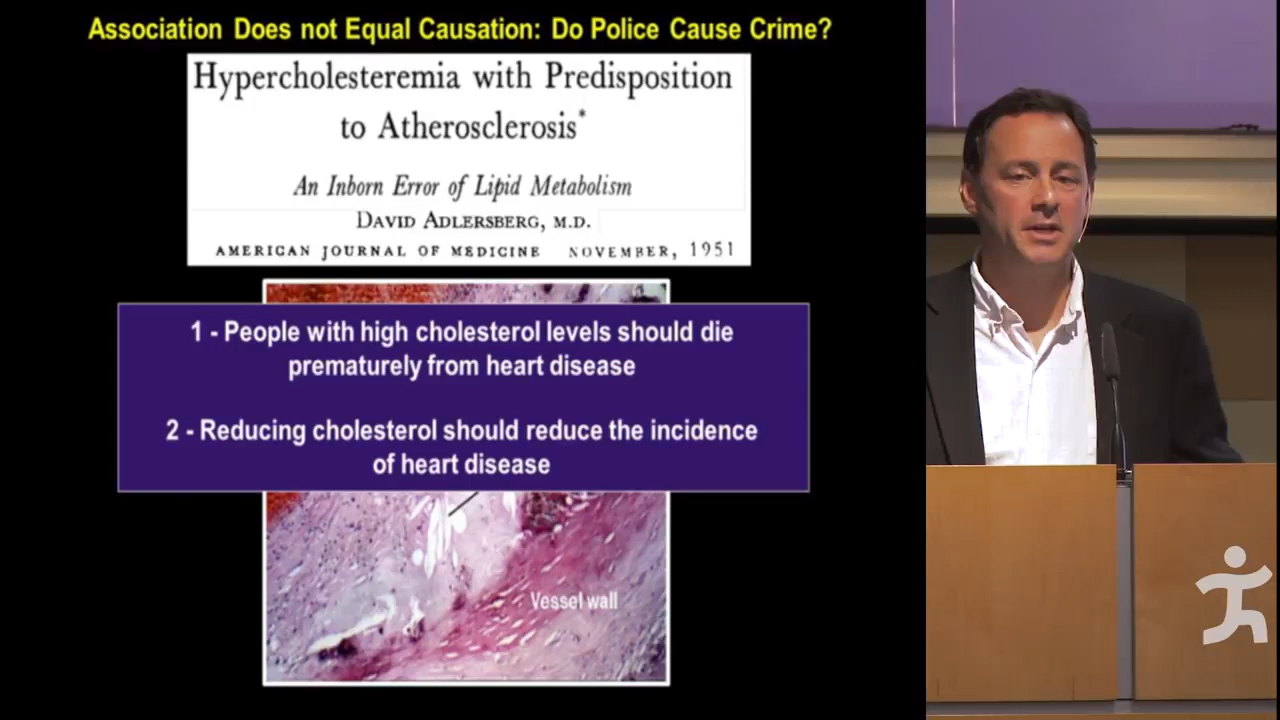 Association Does not Equal Causation: Do Police Cause Crime?
Hypercholesteremia with Predisposition
to Atherosclerosis*
An Inborn Error of Lipid Metabolism
DAVID ADLERSBERG, M.D.
AMERICAN JOURNAL OF MEDICINE NOVEMBER, 1951
1 - People with high cholesterol levels should die
prematurely from heart disease
2 - Reducing cholesterol should reduce the incidence
of heart disease
Vessel wall